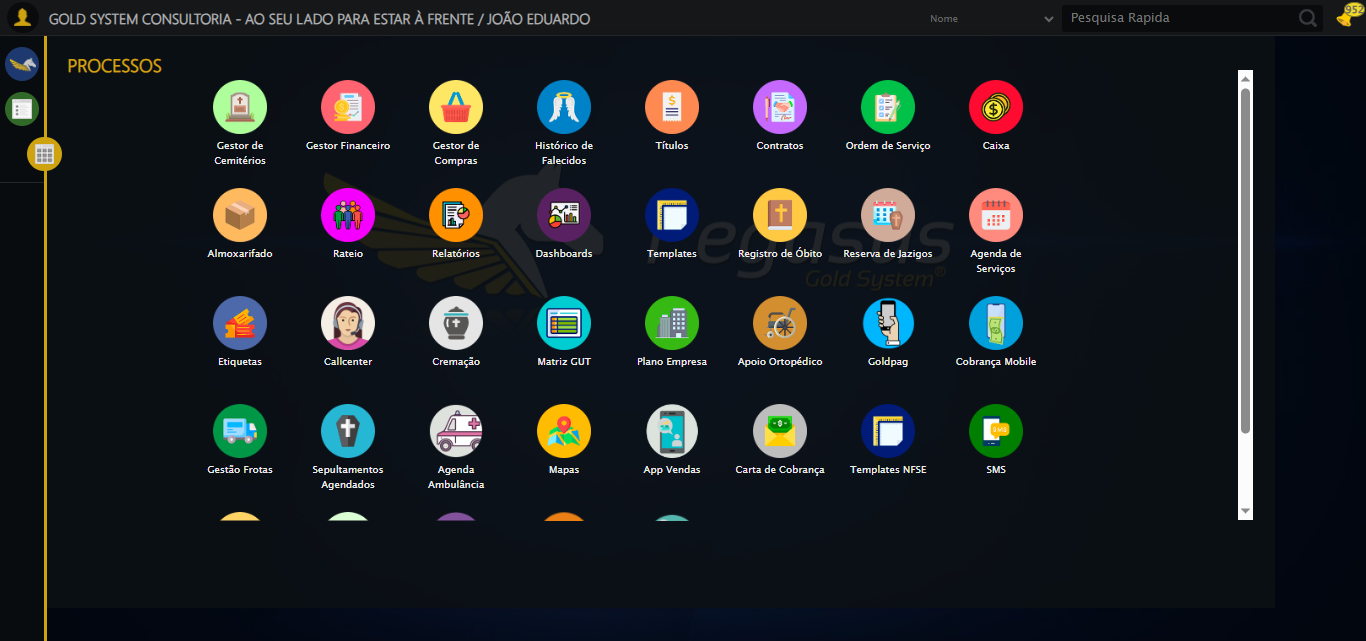 GOLD SYSTEM CONSULTORIA - AO SEU LADO PARA ESTAR À FRENTE / JOÃO EDUARDO
Nome
Pesquisa Rapida
952
PROCESSOS
Gestor de
Cemitérios
Gestor Financeiro
Gestor de
Compras
Histórico de
Falecidos
Títulos
Contratos
Ordem de Serviço
Caixa
Almoxarifado
Rateio
Relatórios
Dashboards
Templates
Registro de Óbito
Reserva de Jazigos
Agenda de
Serviços
Pegasus
Gold System®
Etiquetas
Callcenter
Cremação
Matriz GUT
Plano Empresa
Apoio Ortopédico
Goldpag
Cobrança Mobile
Gestão Frotas
Sepultamentos
Agendados
Agenda
Ambulância
Mapas
App Vendas
Carta de Cobrança
Templates NFSE
SMS
SMS